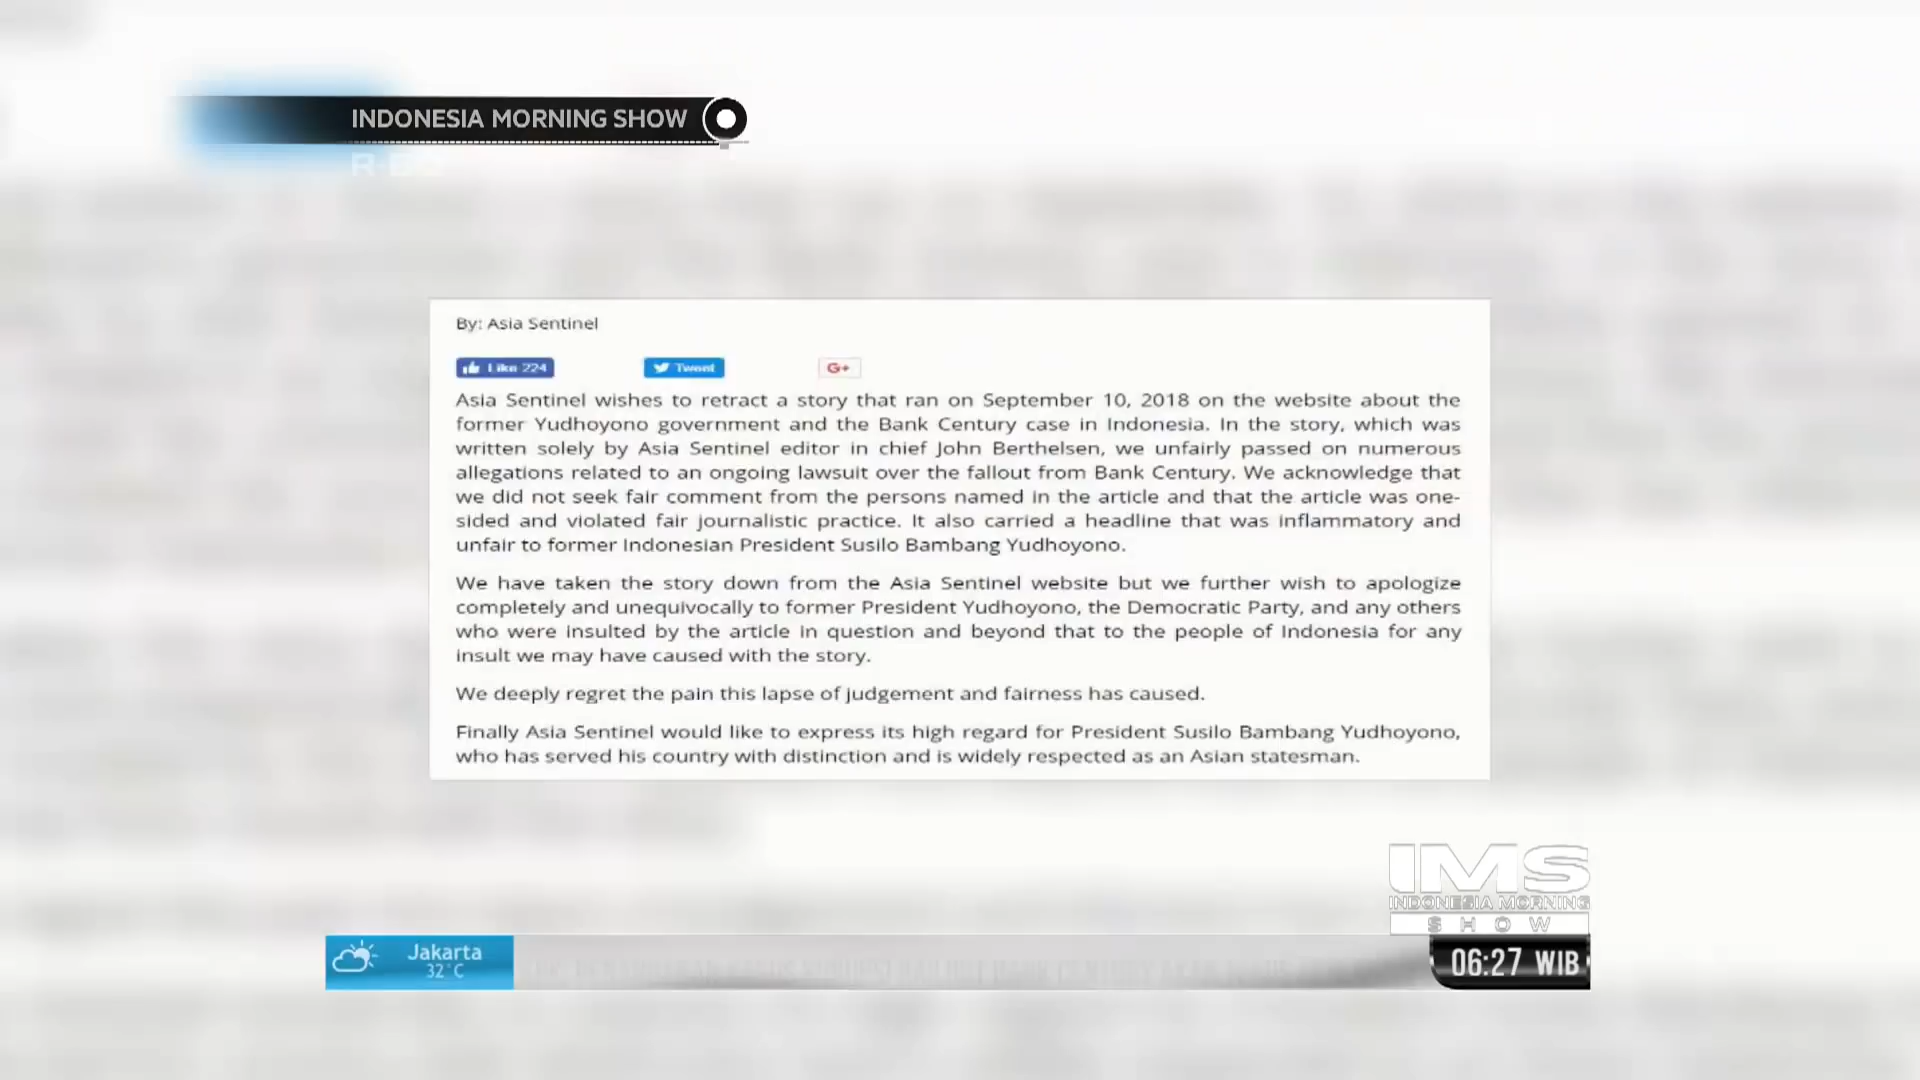 INDONESIA MORNING SHOW
By: Asia Sentinel
Like 224
Tweet
G+
Asia Sentinel wishes to retract a story that ran on September 10, 2018 on the website about the
former Yudhoyono government and the Bank Century case in Indonesia. In the story, which was
written solely by Asia Sentinel editor in chief John Berthelsen, we unfairly passed on numerous
allegations related to an ongoing lawsuit over the fallout from Bank Century. We acknowledge that
we did not seek fair comment from the persons named in the article and that the article was one-
sided and violated fair journalistic practice. It also carried a headline that was inflammatory and
unfair to former Indonesian President Susilo Bambang Yudhoyono.
We have taken the story down from the Asia Sentinel website but we further wish to apologize
completely and unequivocally to former President Yudhoyono, the Democratic Party, and any others
who were insulted by the article in question and beyond that to the people of Indonesia for any
insult we may have caused with the story.
We deeply regret the pain this lapse of judgement and fairness has caused.
Finally Asia Sentinel would like to express its high regard for President Susilo Bambang Yudhoyono,
who has served his country with distinction and is widely respected as an Asian statesman.
IMS
INDONESIA MORNING
SHOW
Jakarta
32°C
06:27 WIB